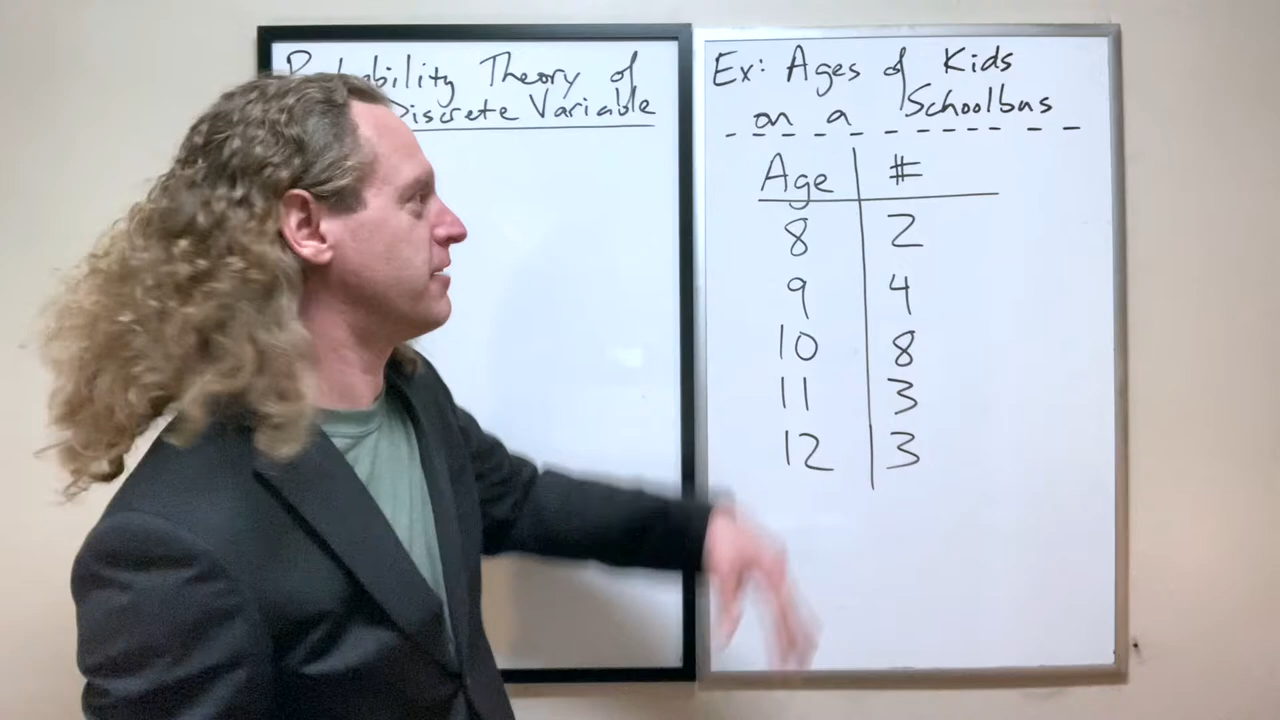 Theory of
Discrete Variable
Ex: Ages of Kids
on a Schoolbus
Age #
8 2
9 4
10 8
11 3
12 3